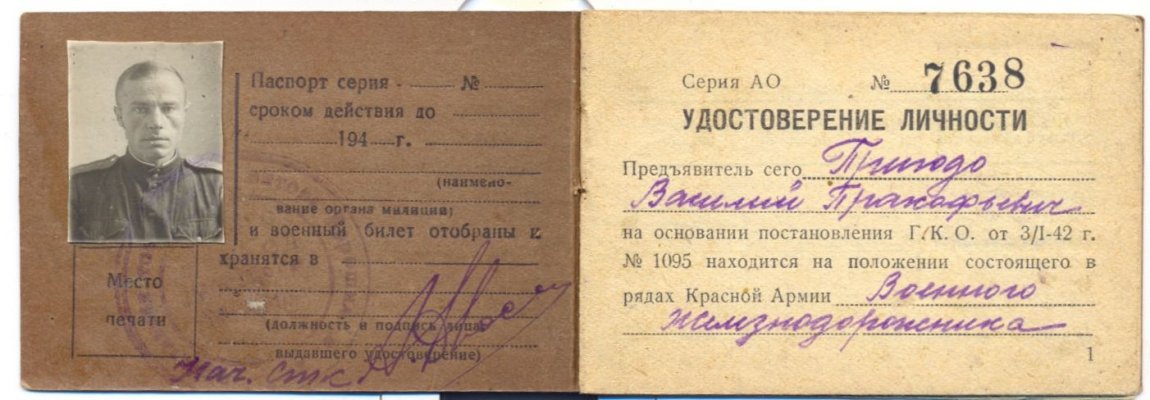 Паспорт серия - № 
сроком действия до
194 г.
(наимено-
вание органа милиции)
и военный билет отобраны и
хранятся в
Место
печати
(должность и подпись лица,
выдавшего удостоверение)
Нач.
Серия АО № 7638
УДОСТОВЕРЕНИЕ ЛИЧНОСТИ
Предъявитель сего
Василий Прокофьевич
на основании постановления Г.К.О. от 3/I-42 г.
№ 1095 находится на положении состоящего в
рядах Красной Армии Военного
железнодорожника
1